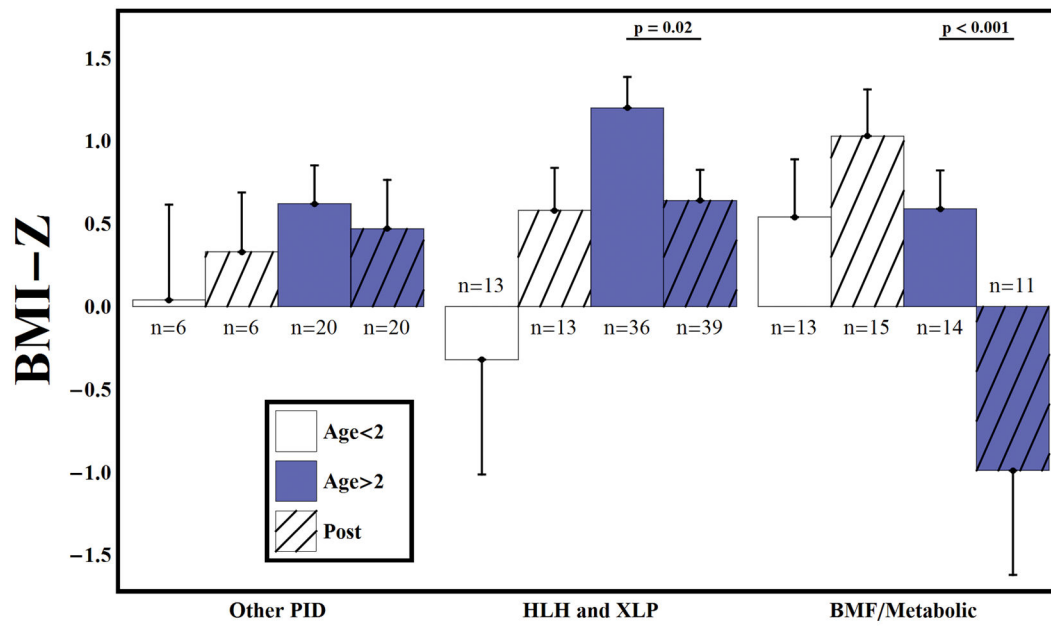 p = 0.02
p < 0.001
BMI−Z
1.5
1.0
0.5
0.0
−0.5
−1.0
−1.5
n=6
n=6
n=20
n=20
n=13
n=13
n=36
n=39
n=13
n=15
n=14
n=11
Age<2
Age>2
Post
Other PID
HLH and XLP
BMF/Metabolic